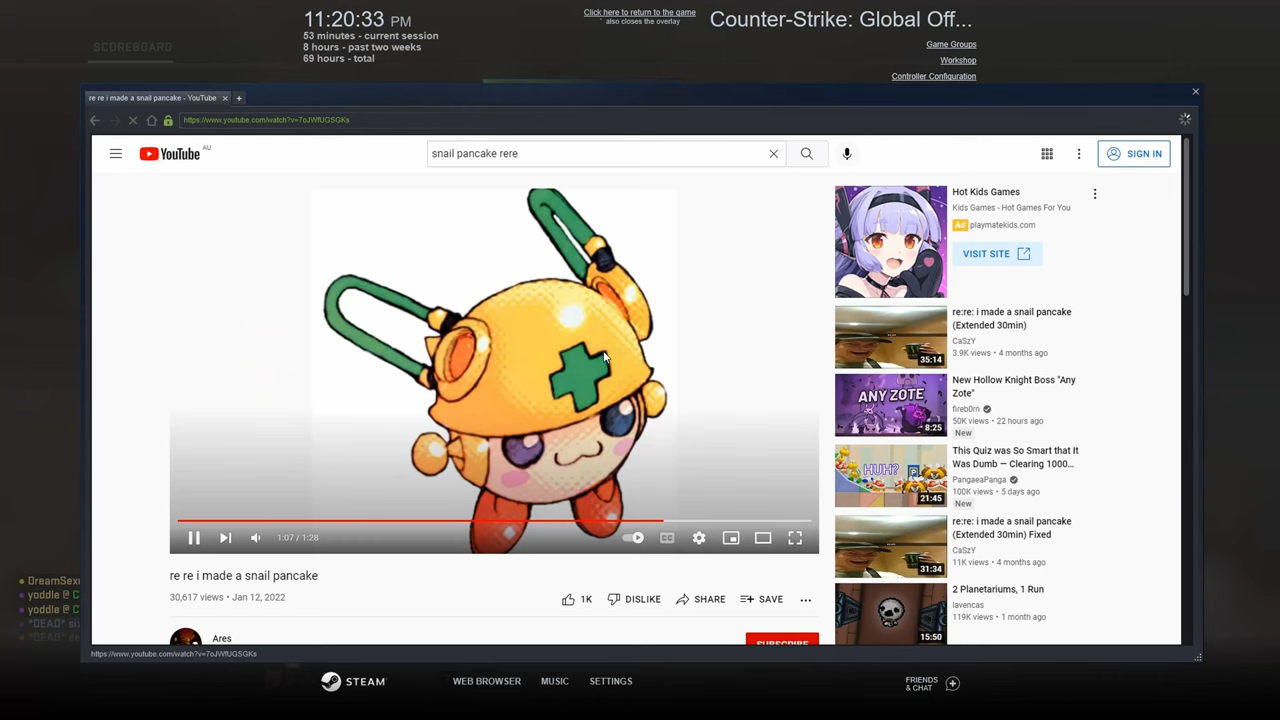 11:20:33 PM
53 minutes - current session
8 hours - past two weeks
69 hours - total
Click here to return to the game
` also closes the overlay
Counter-Strike: Global Off...
Game Groups
Workshop
Controller Configuration
SCOREBOARD
re re i made a snail pancake - YouTube
https://www.youtube.com/watch?v=7oJWfUGSGKs
YouTube AU
snail pancake rere
SIGN IN
1:07 / 1:28
re re i made a snail pancake
30,617 views • Jan 12, 2022
1K
DISLIKE
SHARE
SAVE
Ares
SUBSCRIBE
Hot Kids Games
Kids Games - Hot Games For You
Ad playmatekids.com
VISIT SITE
re:re: i made a snail pancake
(Extended 30min)
CaSzY
3.9K views • 4 months ago
35:14
New Hollow Knight Boss "Any
Zote"
fireb0rn
50K views • 22 hours ago
New
ANY ZOTE
8:25
This Quiz was So Smart that It
Was Dumb — Clearing 1000...
PangaeaPanga
100K views • 5 days ago
New
HUH?
21:45
re:re: i made a snail pancake
(Extended 30min) Fixed
CaSzY
11K views • 4 months ago
31:34
2 Planetariums, 1 Run
lavencas
119K views • 1 month ago
15:50
DreamSex
yoddle @ C
yoddle @ C
*DEAD* si
*DEAD*
https://www.youtube.com/watch?v=7oJWfUGSGKs
STEAM
WEB BROWSER
MUSIC
SETTINGS
FRIENDS
& CHAT